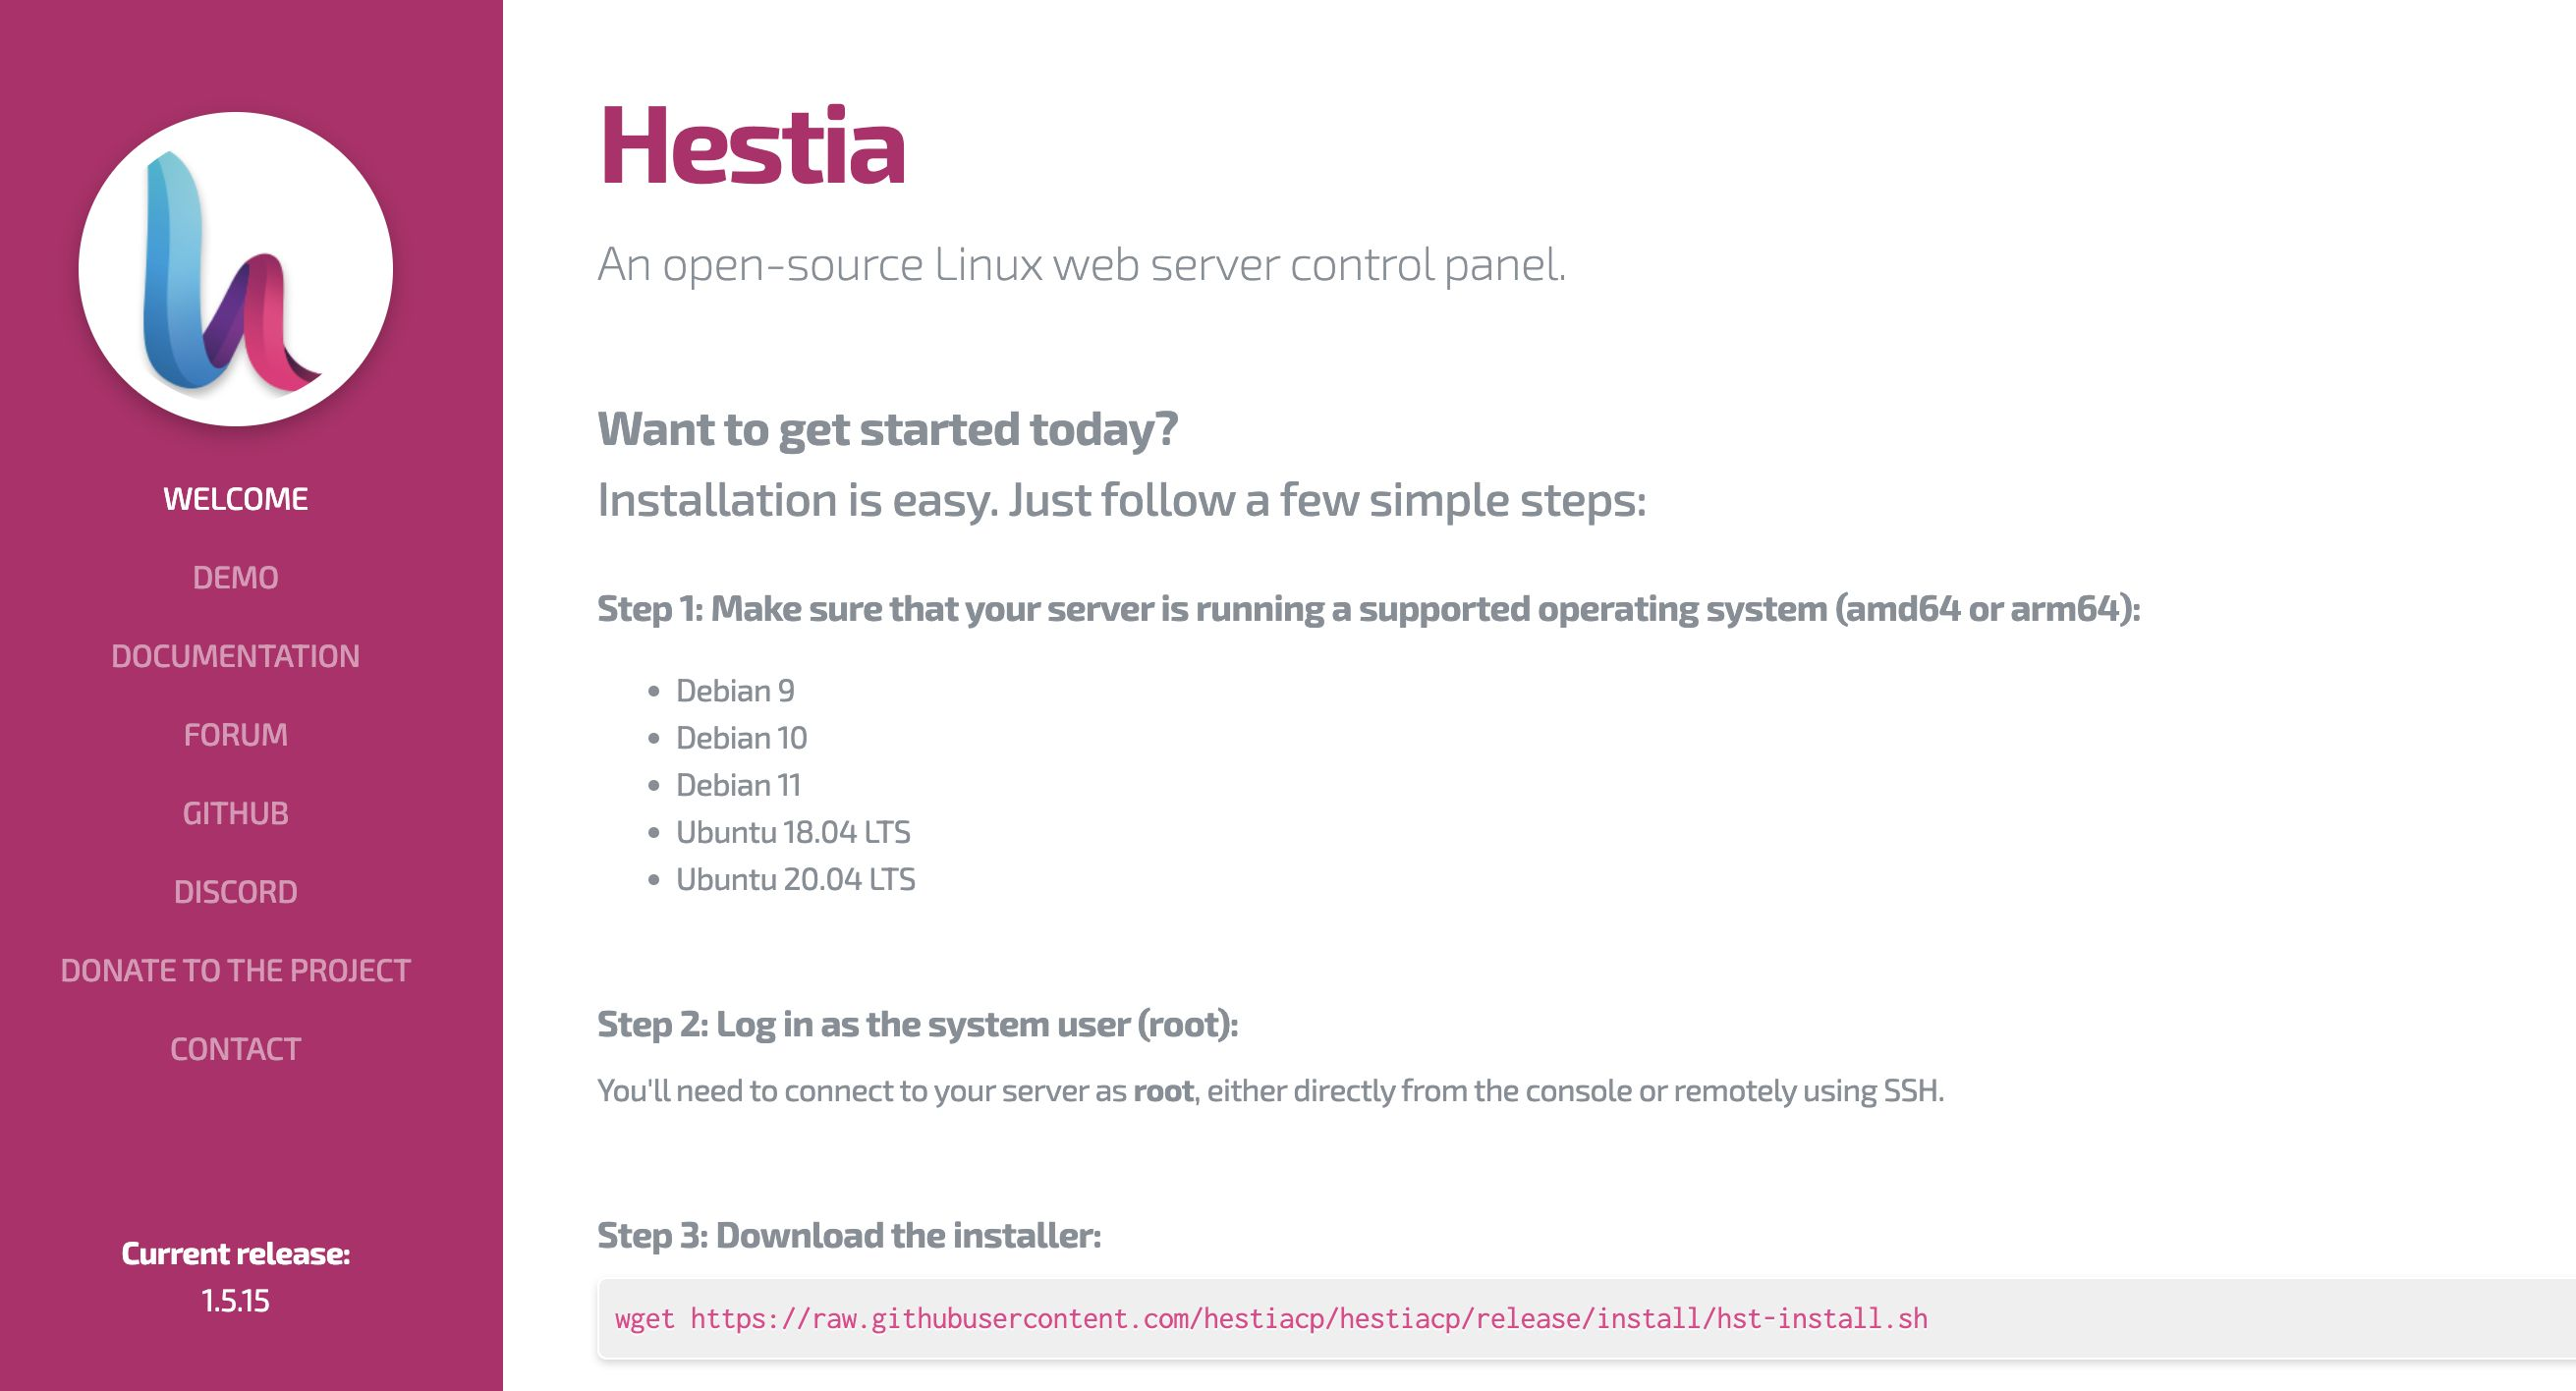 WELCOME
DEMO
DOCUMENTATION
FORUM
GITHUB
DISCORD
DONATE TO THE PROJECT
CONTACT
Current release:
1.5.15
Hestia
An open-source Linux web server control panel.
Want to get started today?
Installation is easy. Just follow a few simple steps:
Step 1: Make sure that your server is running a supported operating system (amd64 or arm64):
• Debian 9
• Debian 10
• Debian 11
• Ubuntu 18.04 LTS
• Ubuntu 20.04 LTS
Step 2: Log in as the system user (root):
You'll need to connect to your server as root, either directly from the console or remotely using SSH.
Step 3: Download the installer:
wget https://raw.githubusercontent.com/hestiacp/hestiacp/release/install/hst-install.sh